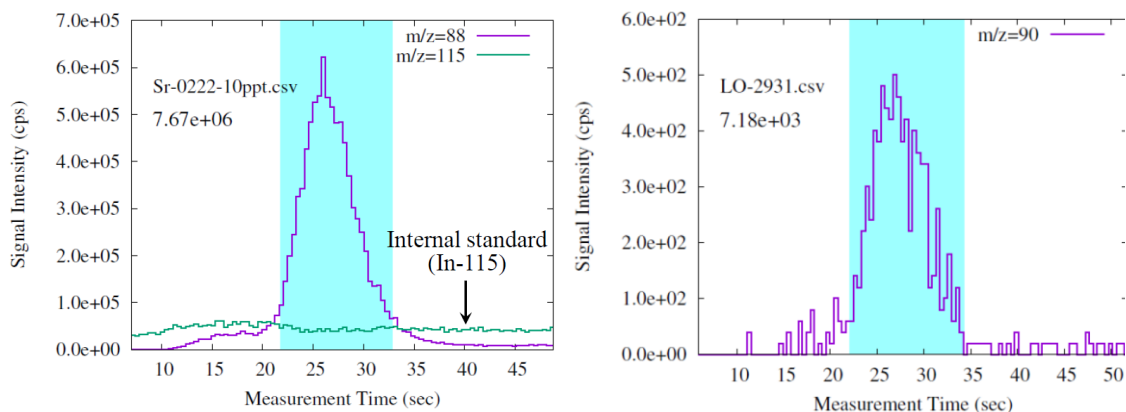 7.0e+05
6.0e+05
5.0e+05
4.0e+05
3.0e+05
2.0e+05
1.0e+05
0.0e+00
Signal Intensity (cps)
m/z=88
m/z=115
Sr-0222-10ppt.csv
7.67e+06
Internal standard
(In-115)
10 15 20 25 30 35 40 45
Measurement Time (sec)
6.0e+02
5.0e+02
4.0e+02
3.0e+02
2.0e+02
1.0e+02
0.0e+00
Signal Intensity (cps)
m/z=90
LO-2931.csv
7.18e+03
10 15 20 25 30 35 40 45 50
Measurement Time (sec)